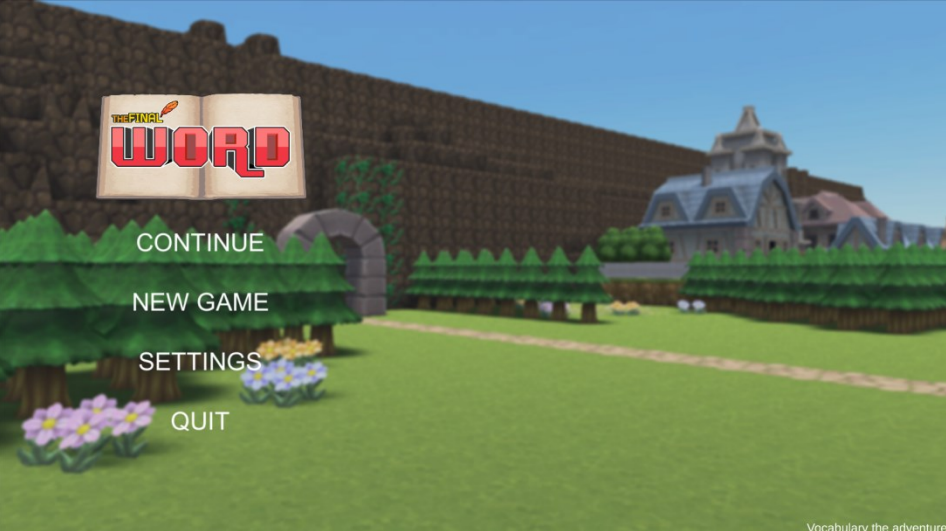 THE FINAL
WORD
CONTINUE
NEW GAME
SETTINGS
QUIT
Vocabulary the adventure